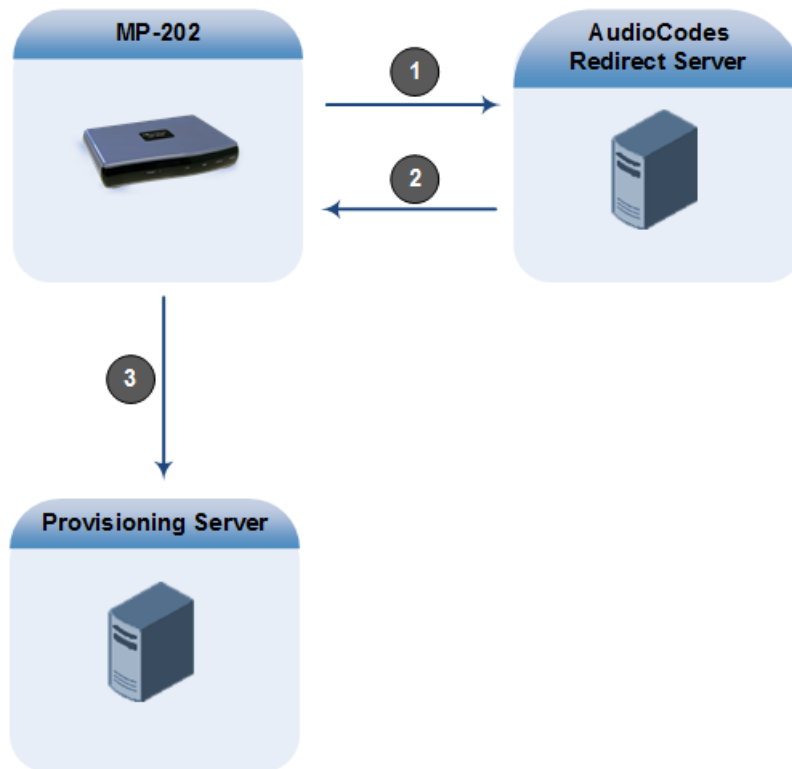 MP-202
AudioCodes
Redirect Server
1
2
3
Provisioning Server